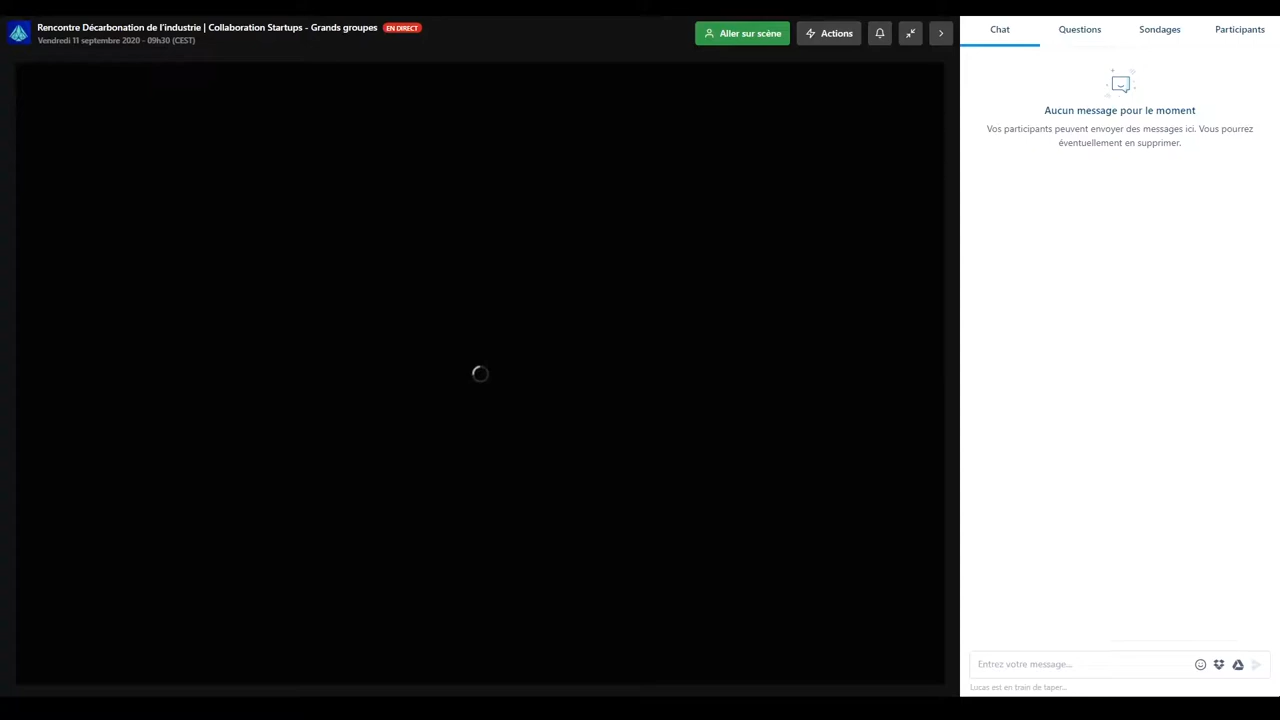 Rencontre Décarbonation de l'industrie | Collaboration Startups - Grands groupes EN DIRECT
Vendredi 11 septembre 2020 - 09h30 (CEST)
Aller sur scène
Actions
Chat
Questions
Sondages
Participants
Aucun message pour le moment
Vos participants peuvent envoyer des messages ici. Vous pourrez
éventuellement en supprimer.
Entrez votre message...
Lucas est en train de taper...